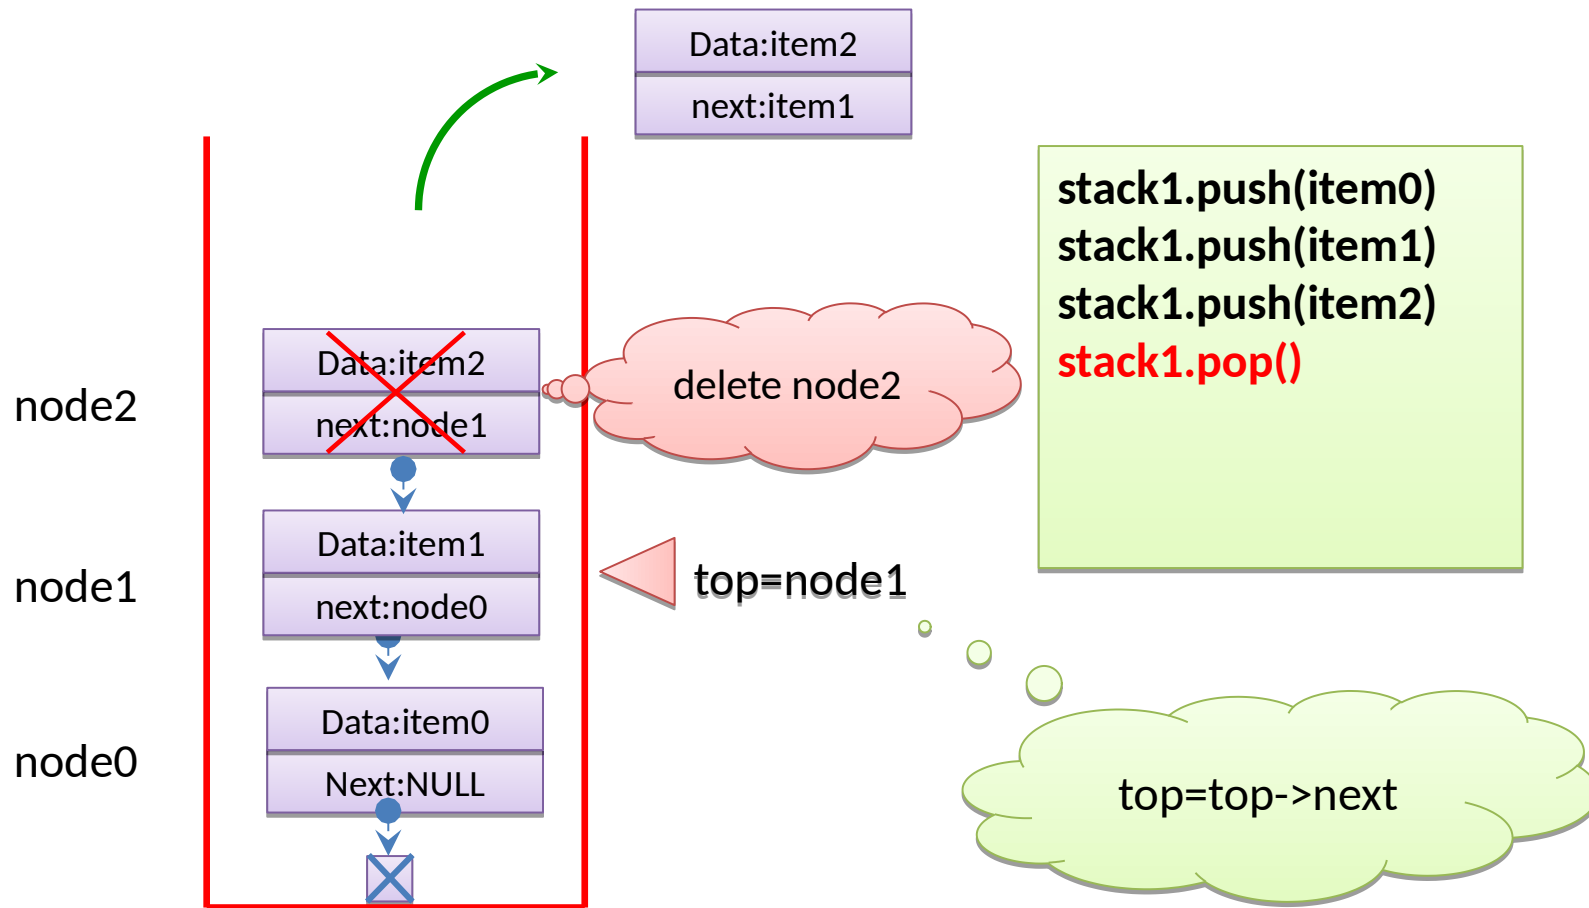 Data:item2
next:item1
stack1.push(item0)
stack1.push(item1)
stack1.push(item2)
stack1.pop()
node2
Data:item2
next:node1
delete node2
node1
Data:item1
next:node0
top=node1
node0
Data:item0
Next:NULL
top=top->next